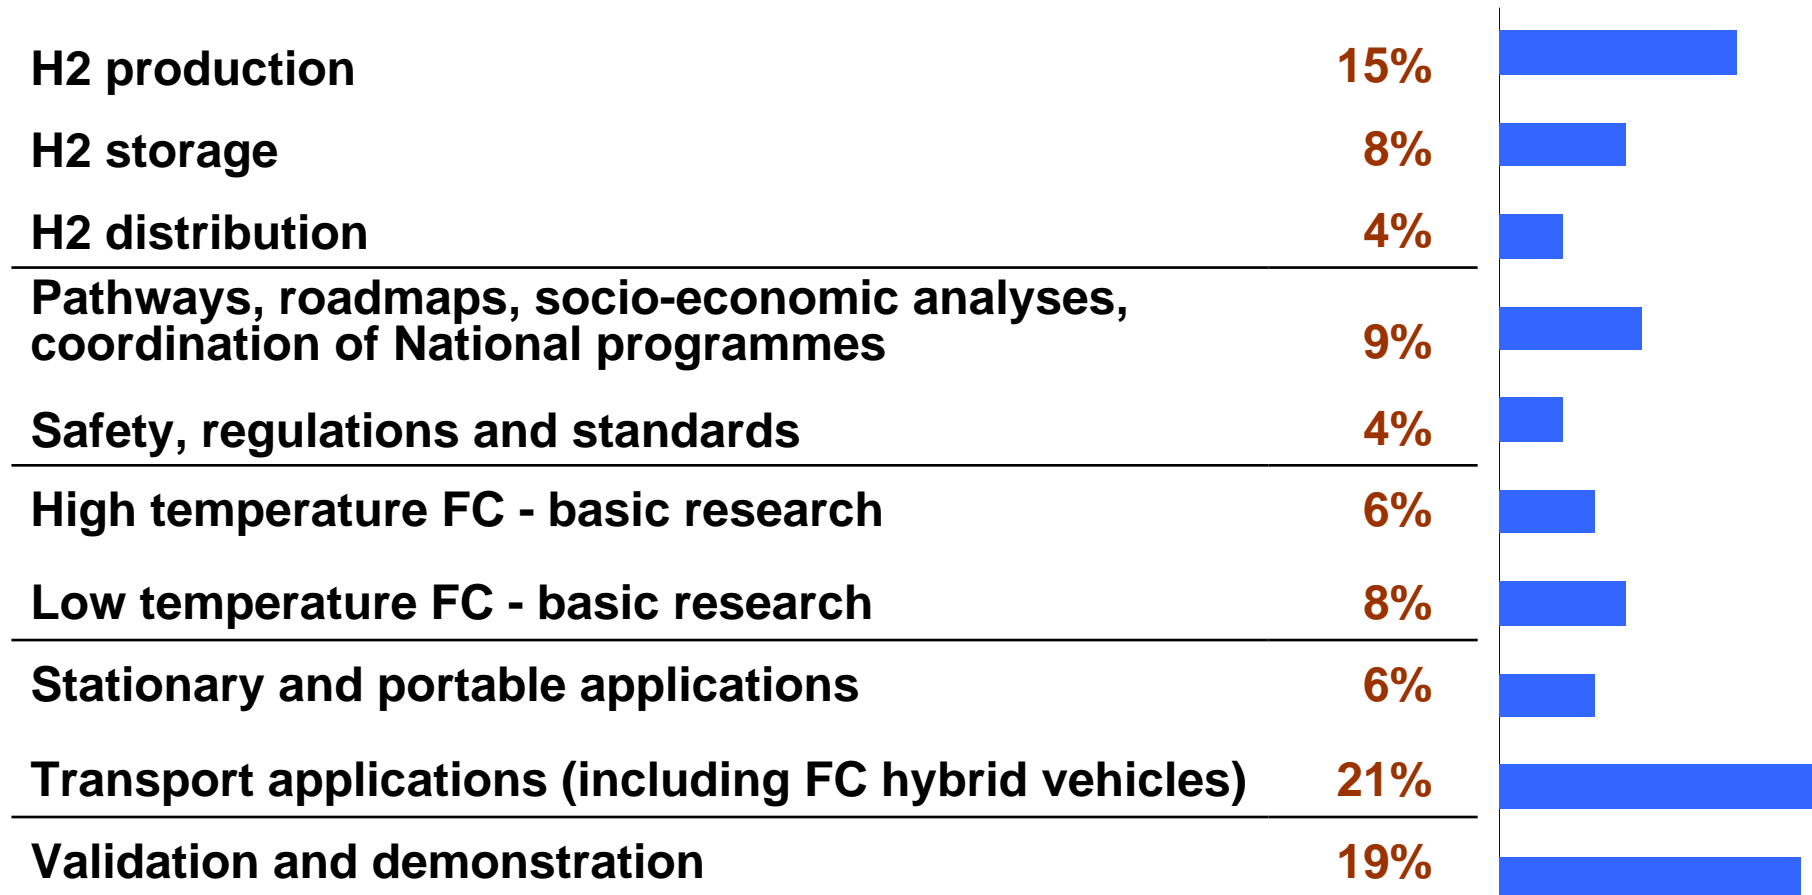 H2 production 15%
H2 storage 8%
H2 distribution 4%
Pathways, roadmaps, socio-economic analyses,
coordination of National programmes 9%
Safety, regulations and standards 4%
High temperature FC - basic research 6%
Low temperature FC - basic research 8%
Stationary and portable applications 6%
Transport applications (including FC hybrid vehicles) 21%
Validation and demonstration 19%